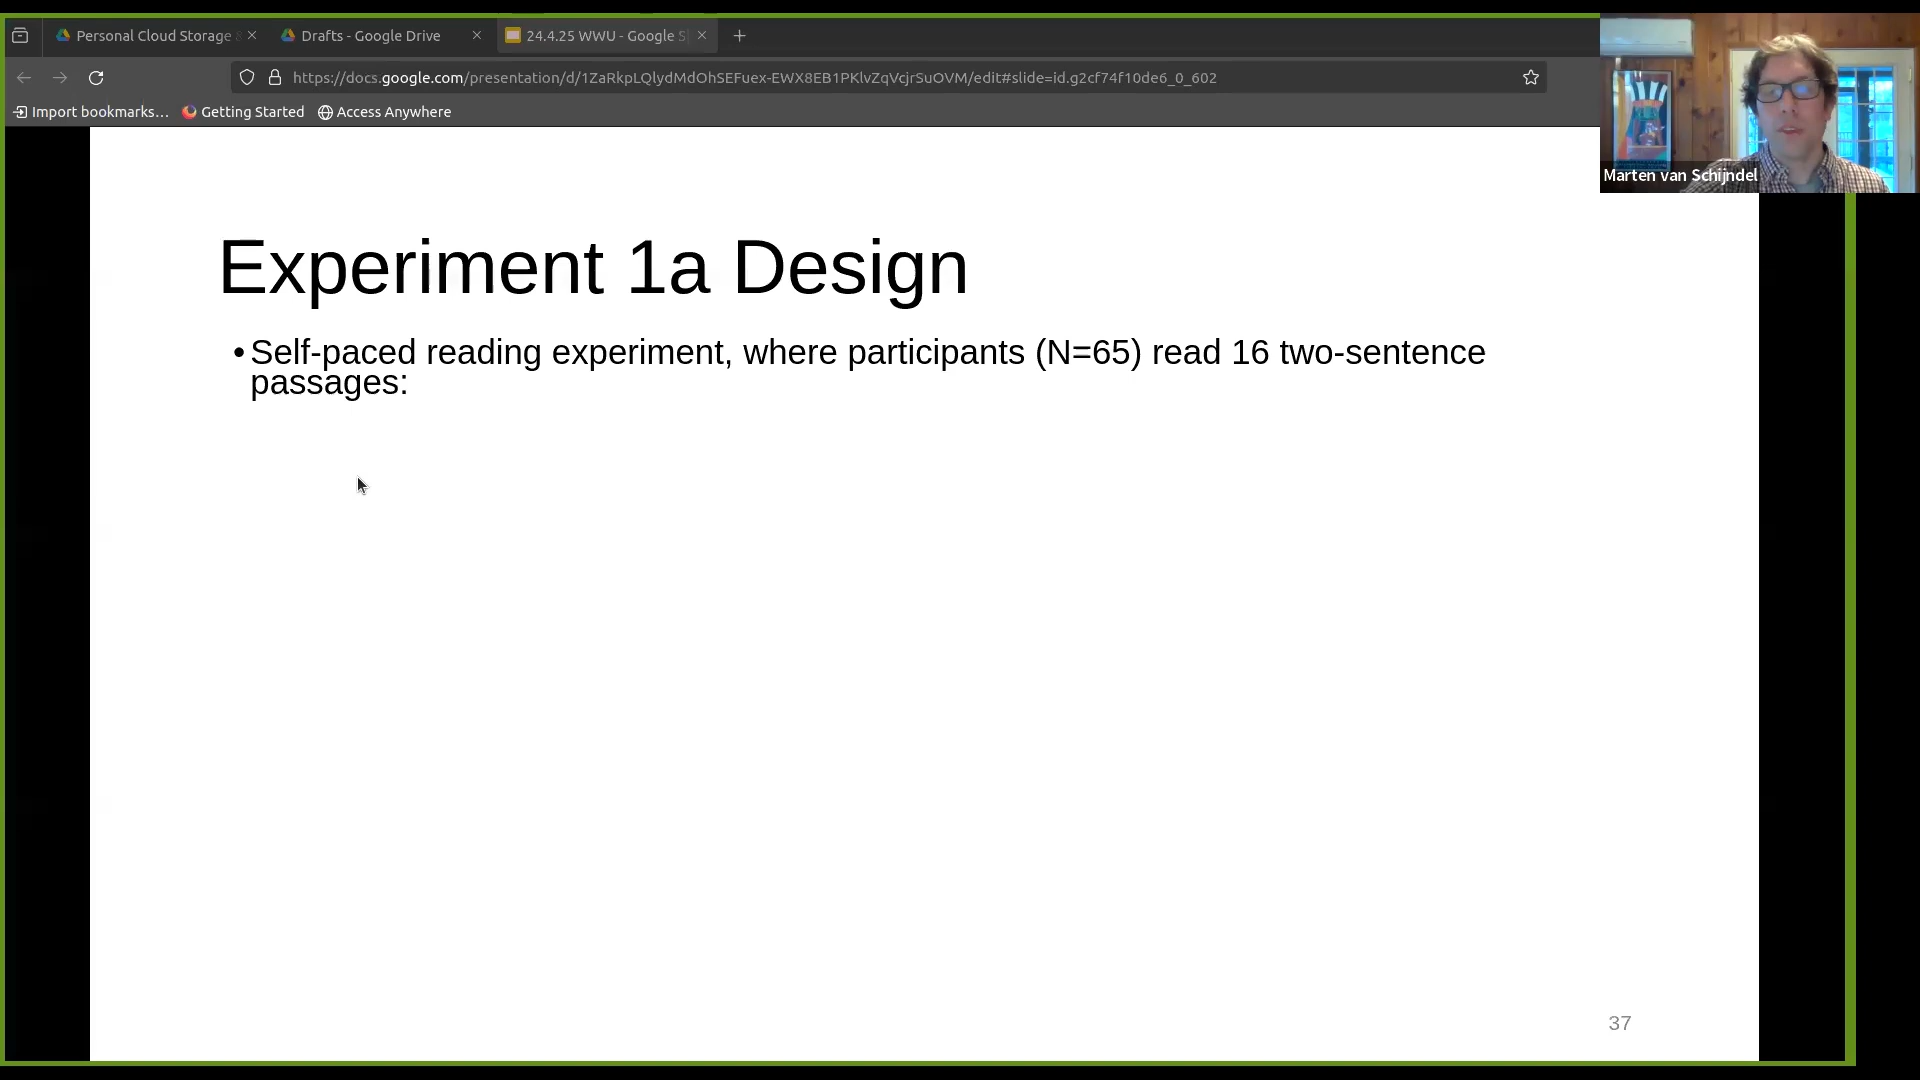 Personal Cloud Storage
Drafts - Google Drive
24.4.25 WWU - Google S
https://docs.google.com/presentation/d/1ZaRkpLQlydMdOhSEFuex-EWX8EB1PKlvZqVcjrSuOVM/edit#slide=id.g2cf74f10de6_0_602
Import bookmarks...
Getting Started
Access Anywhere
Marten van Schijndel
Experiment 1a Design
•Self-paced reading experiment, where participants (N=65) read 16 two-sentence
passages:
37